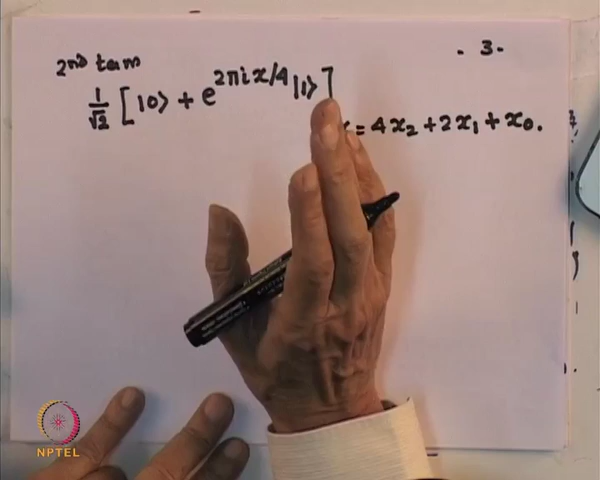 . 3 .
2nd term
1/√2 [ |0⟩ + e^{2πix/4} |1⟩ ]
= 4x₂ + 2x₁ + x₀.
NPTEL